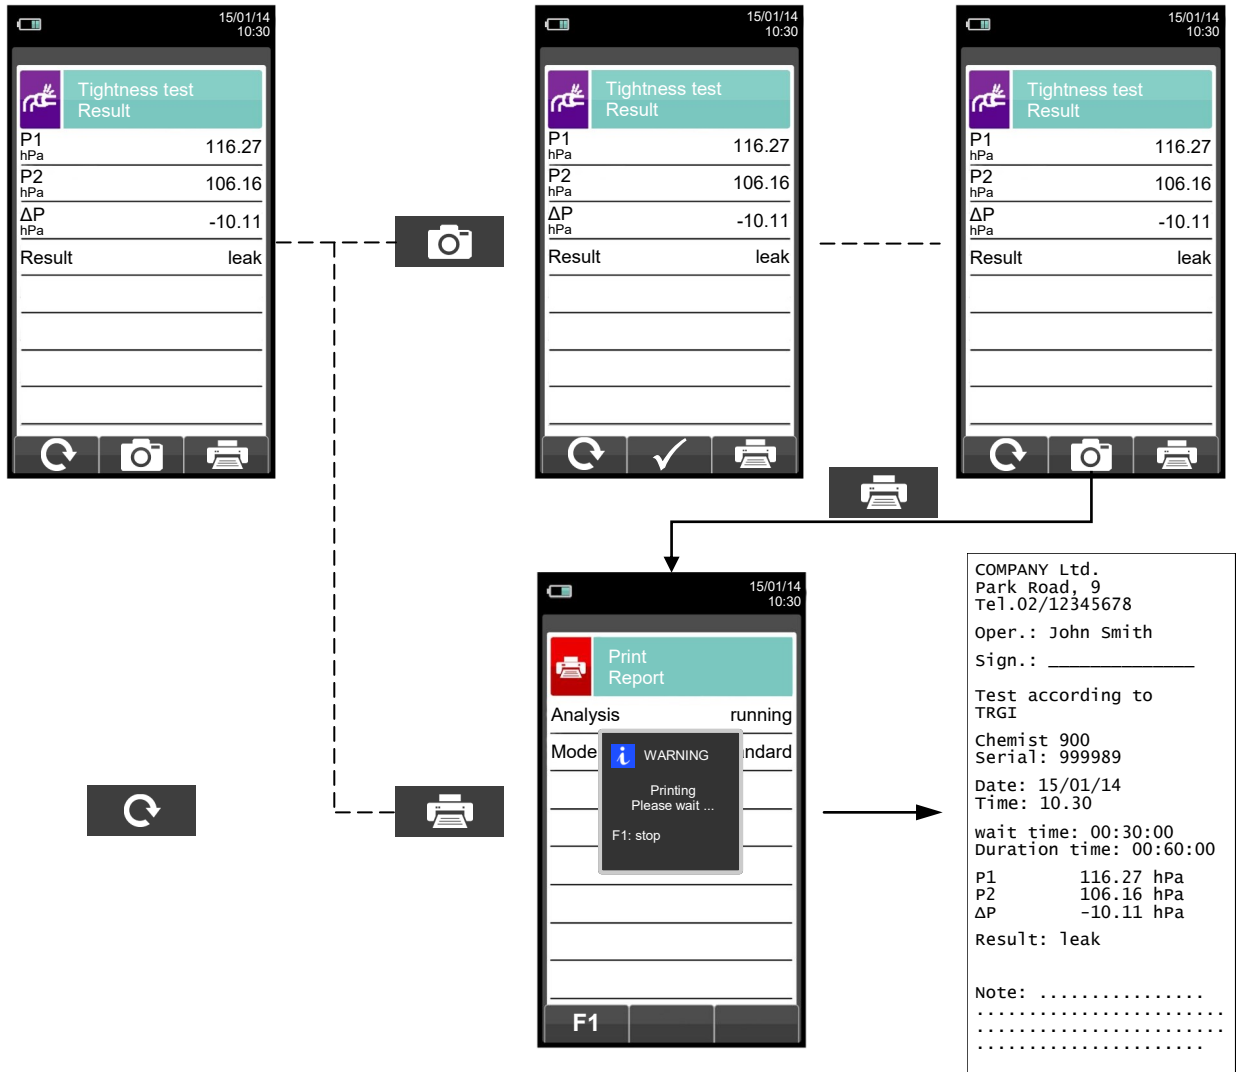 15/01/14
10:30
Tightness test
Result
P1
hPa
116.27
P2
hPa
106.16
ΔP
hPa
-10.11
Result leak
15/01/14
10:30
Tightness test
Result
P1
hPa
116.27
P2
hPa
106.16
ΔP
hPa
-10.11
Result leak
15/01/14
10:30
Tightness test
Result
P1
hPa
116.27
P2
hPa
106.16
ΔP
hPa
-10.11
Result leak
15/01/14
10:30
Print
Report
Analysis running
Mode ndard
i WARNING
Printing
Please wait ...
F1: stop
F1
COMPANY Ltd.
Park Road, 9
Tel.02/12345678
Oper.: John Smith
Sign.: ______________
Test according to
TRGI
Chemist 900
Serial: 999989
Date: 15/01/14
Time: 10.30
wait time: 00:30:00
Duration time: 00:60:00
P1 116.27 hPa
P2 106.16 hPa
ΔP -10.11 hPa
Result: leak
Note: ................
........................
........................
......................